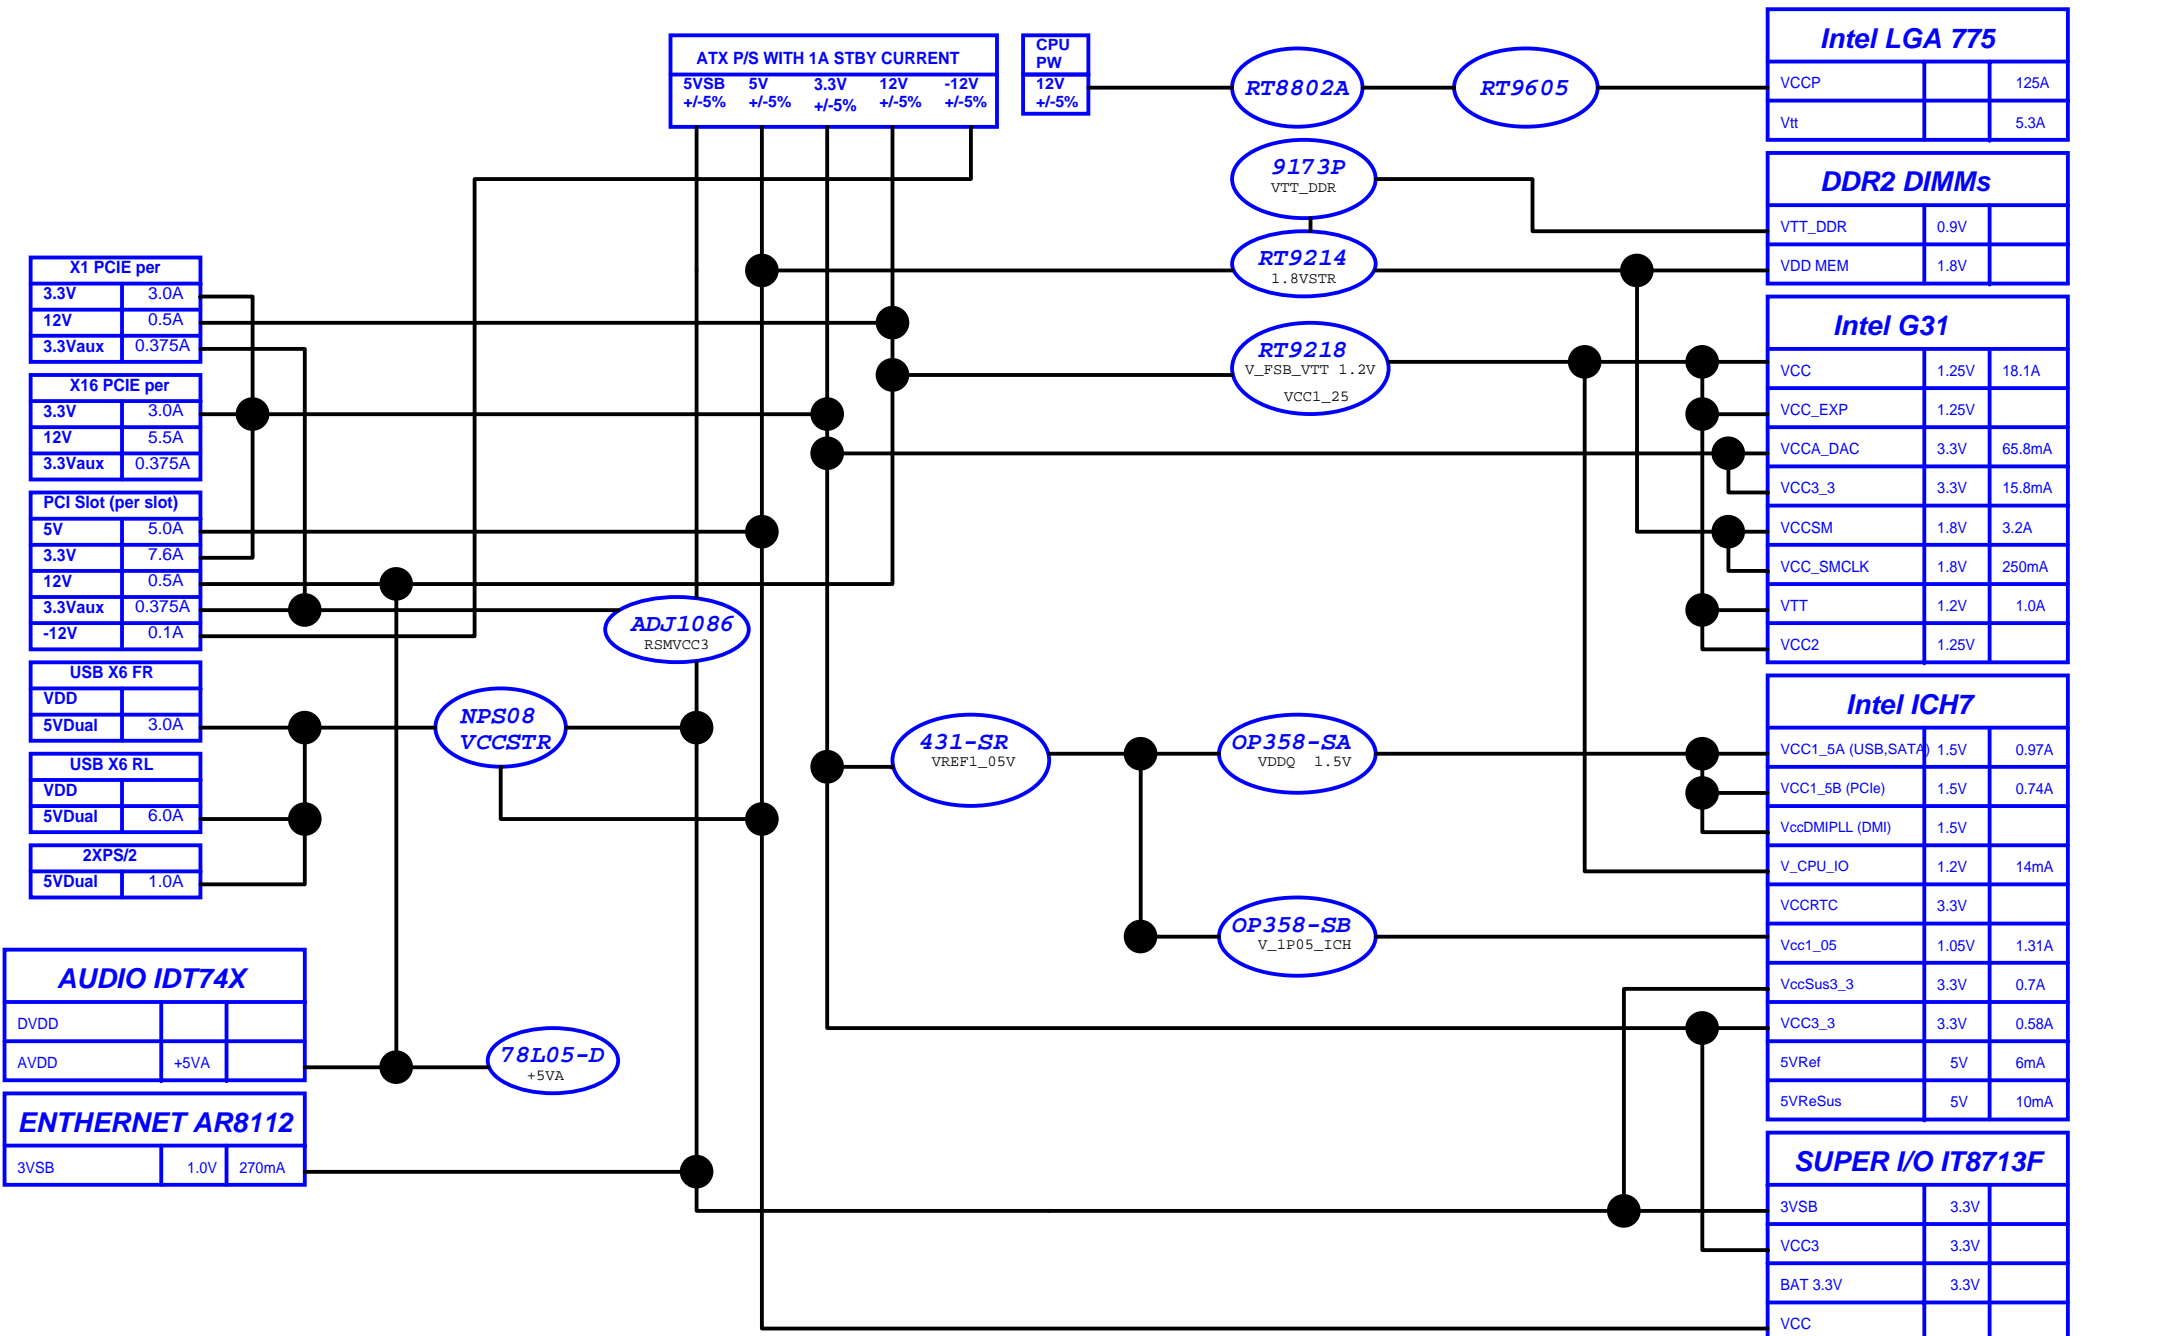 ATX P/S WITH 1A STBY CURRENT
5VSB 5V 3.3V 12V -12V
+/-5% +/-5% +/-5% +/-5% +/-5%
CPU
PW
12V
+/-5%
RT8802A
RT9605
9173P
VTT_DDR
RT9214
1.8VSTR
RT9218
V_FSB_VTT 1.2V
VCC1_25
X1 PCIE per
3.3V 3.0A
12V 0.5A
3.3Vaux 0.375A
X16 PCIE per
3.3V 3.0A
12V 5.5A
3.3Vaux 0.375A
PCI Slot (per slot)
5V 5.0A
3.3V 7.6A
12V 0.5A
3.3Vaux 0.375A
-12V 0.1A
USB X6 FR
VDD
5VDual 3.0A
USB X6 RL
VDD
5VDual 6.0A
2XPS/2
5VDual 1.0A
AUDIO IDT74X
DVDD
AVDD +5VA
ENTHERNET AR8112
3VSB 1.0V 270mA
ADJ1086
RSMVCC3
NPS08
VCCSTR
431-SR
VREF1_05V
OP358-SA
VDDQ 1.5V
OP358-SB
V_1P05_ICH
78L05-D
+5VA
Intel LGA 775
VCCP 125A
Vtt 5.3A
DDR2 DIMMs
VTT_DDR 0.9V
VDD MEM 1.8V
Intel G31
VCC 1.25V 18.1A
VCC_EXP 1.25V
VCCA_DAC 3.3V 65.8mA
VCC3_3 3.3V 15.8mA
VCCSM 1.8V 3.2A
VCC_SMCLK 1.8V 250mA
VTT 1.2V 1.0A
VCC2 1.25V
Intel ICH7
VCC1_5A (USB,SATA) 1.5V 0.97A
VCC1_5B (PCIe) 1.5V 0.74A
VccDMIPLL (DMI) 1.5V
V_CPU_IO 1.2V 14mA
VCCRTC 3.3V
Vcc1_05 1.05V 1.31A
VccSus3_3 3.3V 0.7A
VCC3_3 3.3V 0.58A
5VRef 5V 6mA
5VReSus 5V 10mA
SUPER I/O IT8713F
3VSB 3.3V
VCC3 3.3V
BAT 3.3V 3.3V
VCC